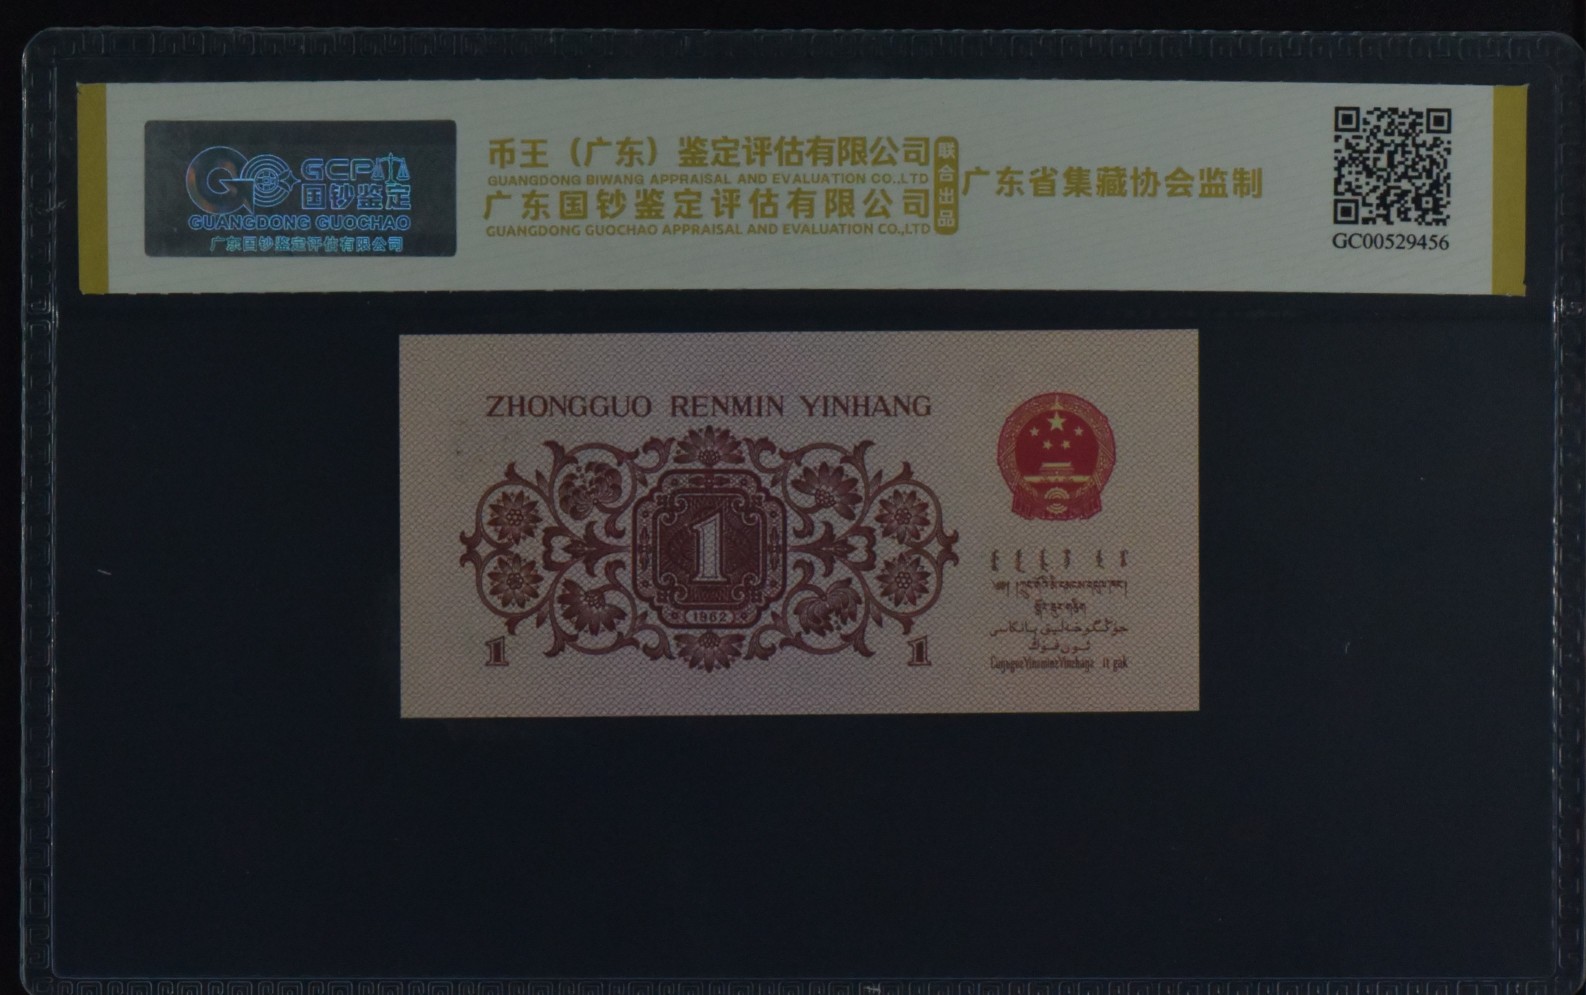 GCP
国钞鉴定
GUANGDONG GUOCHAO
广东国钞鉴定评估有限公司
币王（广东）鉴定评估有限公司
GUANGDONG BIWANG APPRAISAL AND EVALUATION CO.,LTD
广东国钞鉴定评估有限公司
GUANGDONG GUOCHAO APPRAISAL AND EVALUATION CO.,LTD
联合出品
广东省集藏协会监制
GC00529456
ZHONGGUO RENMIN YINHANG
1
1962
1
1